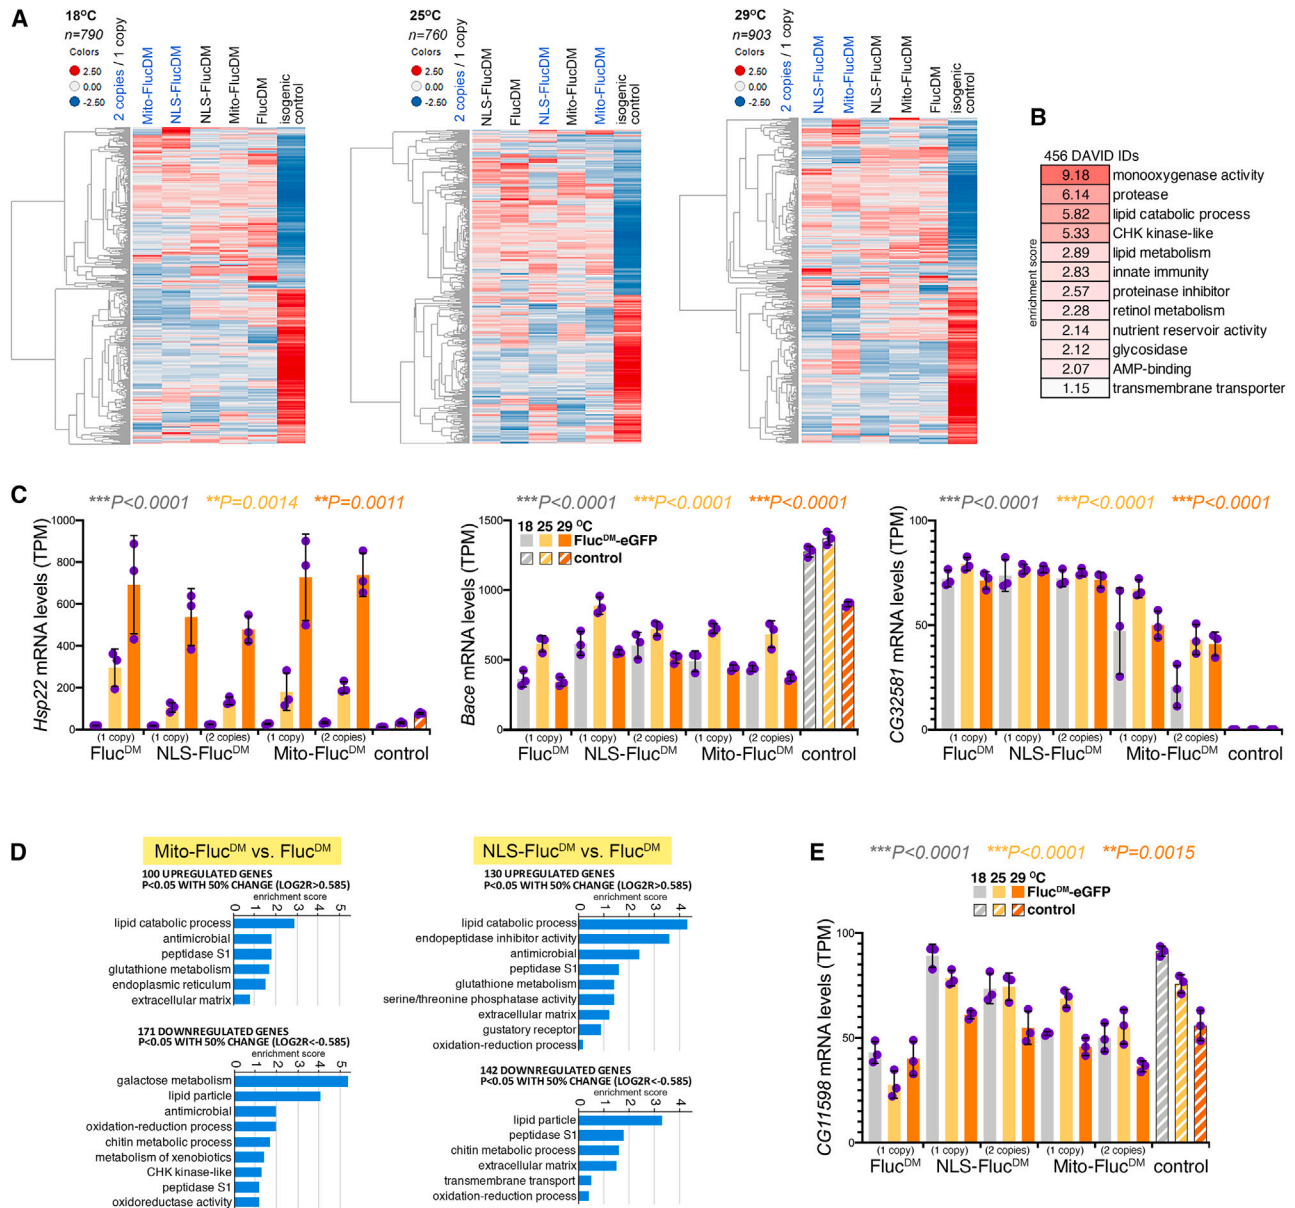 A
18°C
n=790
Colors
2.50
0.00
-2.50
2 copies / 1 copy
Mito-FlucDM
NLS-FlucDM
NLS-FlucDM
Mito-FlucDM
FlucDM
isogenic
control
25°C
n=760
Colors
2.50
0.00
-2.50
2 copies / 1 copy
NLS-FlucDM
FlucDM
NLS-FlucDM
Mito-FlucDM
Mito-FlucDM
isogenic
control
29°C
n=903
Colors
2.50
0.00
-2.50
2 copies / 1 copy
NLS-FlucDM
Mito-FlucDM
NLS-FlucDM
Mito-FlucDM
FlucDM
isogenic
control
B
456 DAVID IDs
enrichment score
9.18 monooxygenase activity
6.14 protease
5.82 lipid catabolic process
5.33 CHK kinase-like
2.89 lipid metabolism
2.83 innate immunity
2.57 proteinase inhibitor
2.28 retinol metabolism
2.14 nutrient reservoir activity
2.12 glycosidase
2.07 AMP-binding
1.15 transmembrane transporter
C
***P<0.0001 **P=0.0014 **P=0.0011
Hsp22 mRNA levels (TPM)
1000
800
600
400
200
0
(1 copy) (1 copy) (2 copies) (1 copy) (2 copies)
FlucDM NLS-FlucDM Mito-FlucDM control
***P<0.0001 ***P<0.0001 ***P<0.0001
Bace mRNA levels (TPM)
1500
1000
500
0
18 25 29 °C
FlucDM-eGFP
control
(1 copy) (1 copy) (2 copies) (1 copy) (2 copies)
FlucDM NLS-FlucDM Mito-FlucDM control
***P<0.0001 ***P<0.0001 ***P<0.0001
CG32581 mRNA levels (TPM)
100
50
0
(1 copy) (1 copy) (2 copies) (1 copy) (2 copies)
FlucDM NLS-FlucDM Mito-FlucDM control
D
Mito-FlucDM vs. FlucDM
100 UPREGULATED GENES
P<0.05 WITH 50% CHANGE (LOG2R>0.585)
enrichment score
0 1 2 3 4 5
lipid catabolic process
antimicrobial
peptidase S1
glutathione metabolism
endoplasmic reticulum
extracellular matrix
171 DOWNREGULATED GENES
P<0.05 WITH 50% CHANGE (LOG2R<-0.585)
enrichment score
0 1 2 3 4 5
galactose metabolism
lipid particle
antimicrobial
oxidation-reduction process
chitin metabolic process
metabolism of xenobiotics
CHK kinase-like
peptidase S1
oxidoreductase activity
NLS-FlucDM vs. FlucDM
130 UPREGULATED GENES
P<0.05 WITH 50% CHANGE (LOG2R>0.585)
enrichment score
0 1 2 3 4
lipid catabolic process
endopeptidase inhibitor activity
antimicrobial
peptidase S1
glutathione metabolism
serine/threonine phosphatase activity
extracellular matrix
gustatory receptor
oxidation-reduction process
142 DOWNREGULATED GENES
P<0.05 WITH 50% CHANGE (LOG2R<-0.585)
enrichment score
0 1 2 3 4
lipid particle
peptidase S1
chitin metabolic process
extracellular matrix
transmembrane transport
oxidation-reduction process
E
***P<0.0001 ***P<0.0001 **P=0.0015
18 25 29 °C
FlucDM-eGFP
control
CG11598 mRNA levels (TPM)
100
50
0
(1 copy) (1 copy) (2 copies) (1 copy) (2 copies)
FlucDM NLS-FlucDM Mito-FlucDM control